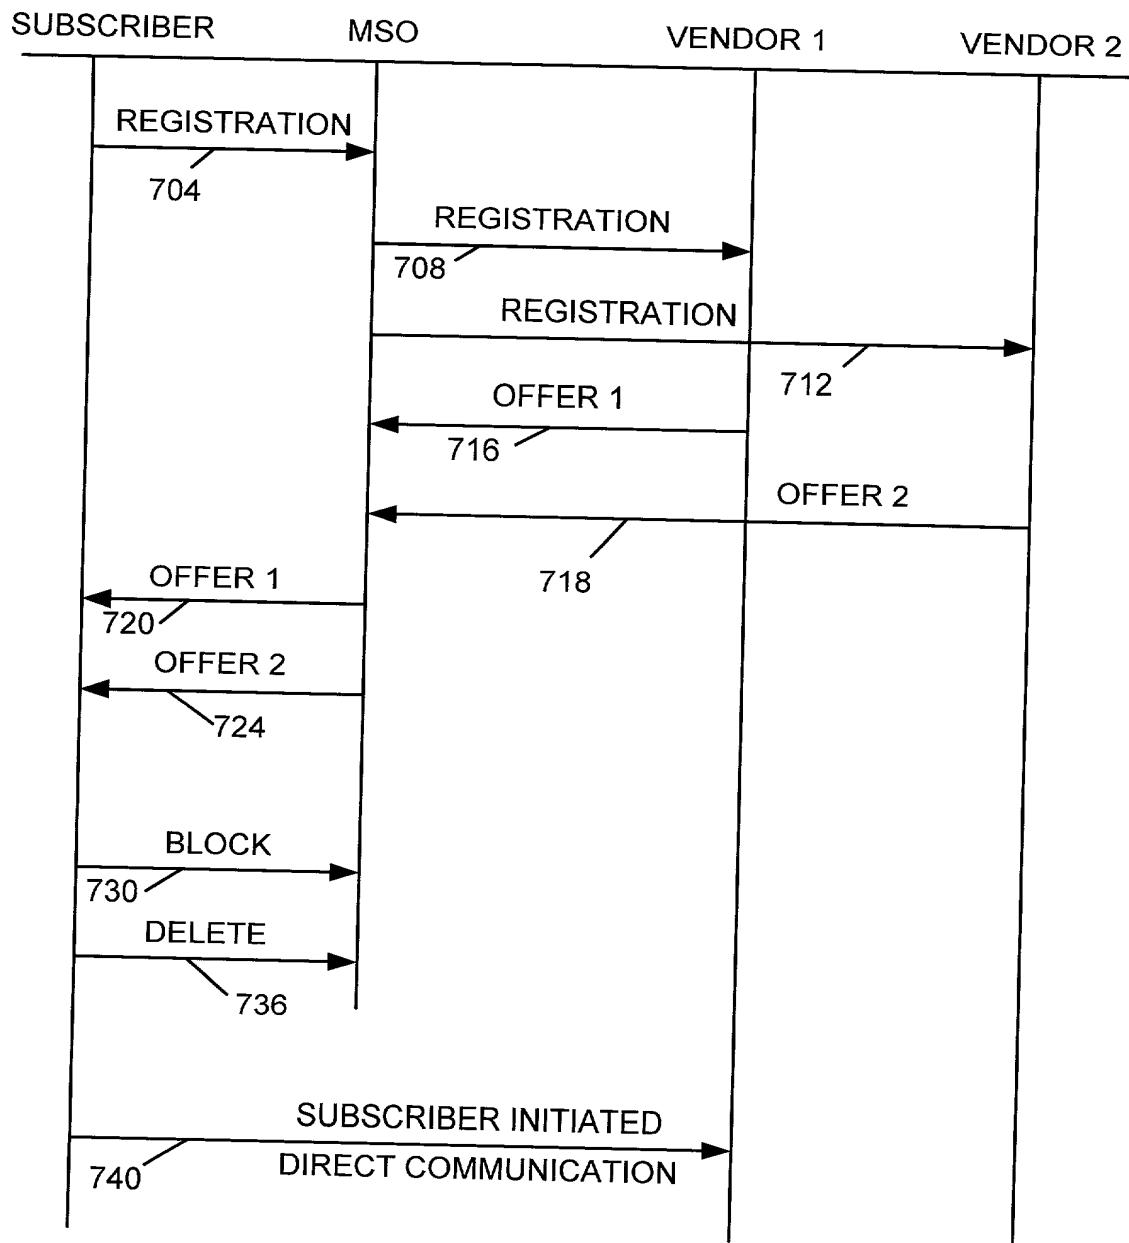 SUBSCRIBER
MSO
VENDOR 1
VENDOR 2
REGISTRATION
704
REGISTRATION
708
REGISTRATION
712
OFFER 1
716
OFFER 2
718
OFFER 1
720
OFFER 2
724
BLOCK
730
DELETE
736
SUBSCRIBER INITIATED
DIRECT COMMUNICATION
740